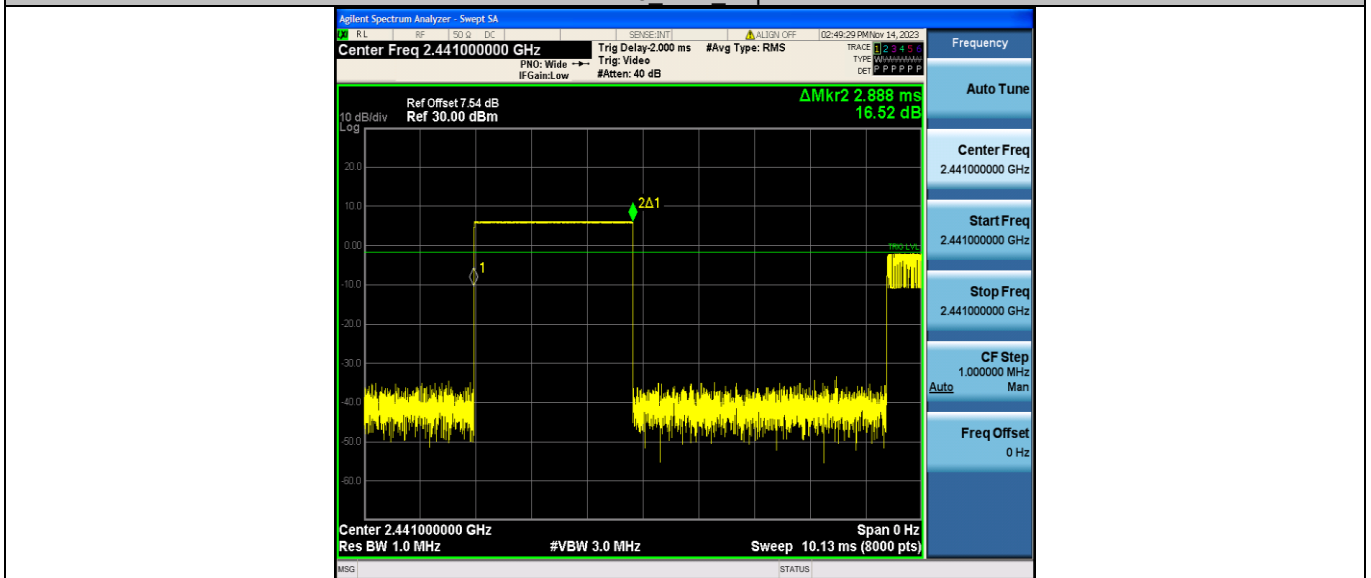 Agilent Spectrum Analyzer - Swept SA
LXI RL RF 50 Ω DC SENSE:INT ALIGN OFF 02:49:29 PM Nov 14, 2023
Center Freq 2.441000000 GHz Trig Delay-2.000 ms #Avg Type: RMS TRACE 1 2 3 4 5 6
PNO: Wide Trig: Video TYPE WWWWWW
IFGain:Low #Atten: 40 dB DET P P P P P P
ΔMkr2 2.888 ms
Ref Offset 7.54 dB
10 dB/div Ref 30.00 dBm 16.52 dB
Log
20.0
10.0
2Δ1
0.00
TRIG LVL
1
-10.0
-20.0
-30.0
-40.0
-50.0
-60.0
Center 2.441000000 GHz Span 0 Hz
Res BW 1.0 MHz #VBW 3.0 MHz Sweep 10.13 ms (8000 pts)
MSG STATUS
Frequency
Auto Tune
Center Freq
2.441000000 GHz
Start Freq
2.441000000 GHz
Stop Freq
2.441000000 GHz
CF Step
1.000000 MHz
Auto Man
Freq Offset
0 Hz